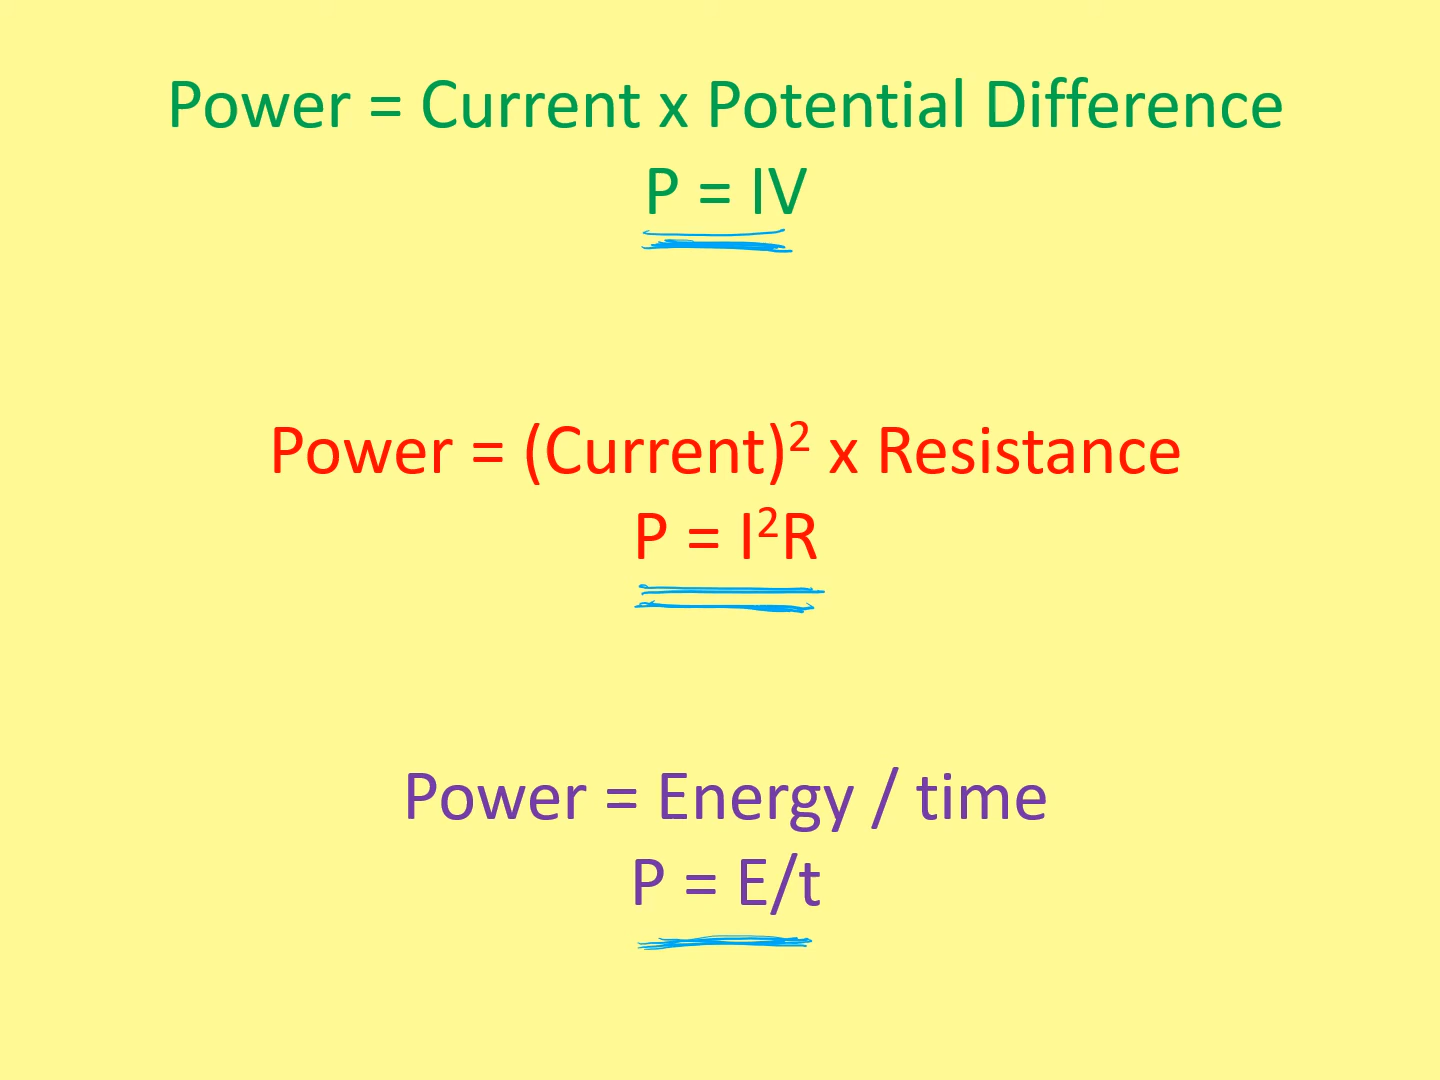 Power = Current x Potential Difference
P = IV
Power = (Current)² x Resistance
P = I²R
Power = Energy / time
P = E/t